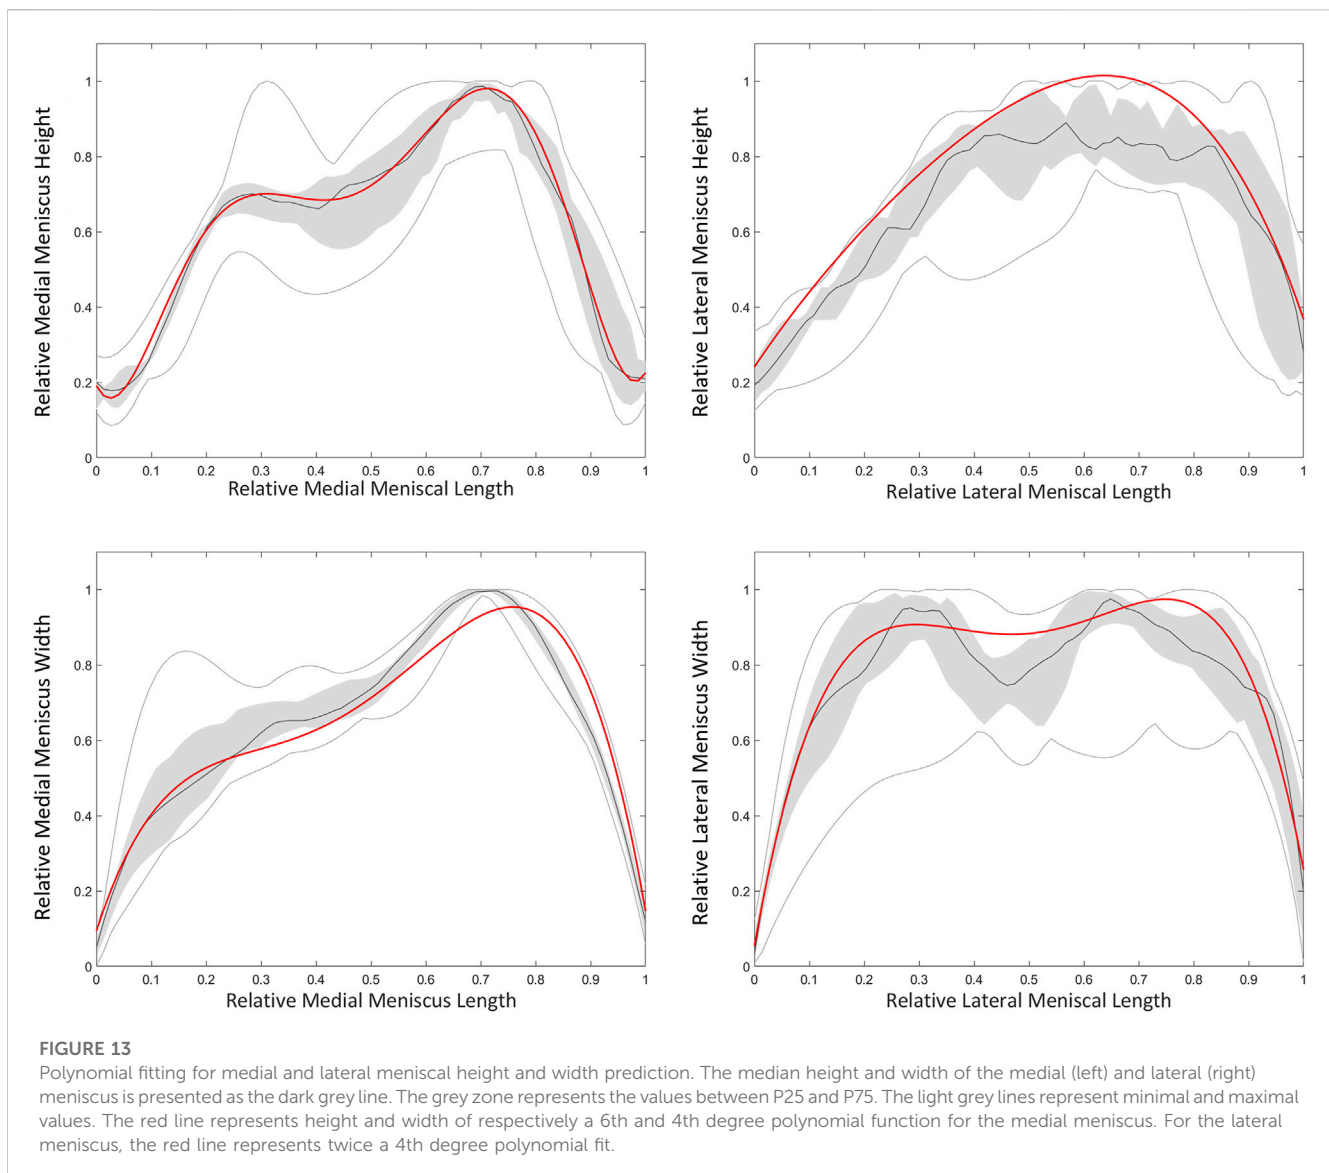 Relative Medial Meniscus Height
1
0.8
0.6
0.4
0.2
0
0 0.1 0.2 0.3 0.4 0.5 0.6 0.7 0.8 0.9 1
Relative Medial Meniscal Length
Relative Lateral Meniscus Height
1
0.8
0.6
0.4
0.2
0
0 0.1 0.2 0.3 0.4 0.5 0.6 0.7 0.8 0.9 1
Relative Lateral Meniscal Length
Relative Medial Meniscus Width
1
0.8
0.6
0.4
0.2
0
0 0.1 0.2 0.3 0.4 0.5 0.6 0.7 0.8 0.9 1
Relative Medial Meniscus Length
Relative Lateral Meniscus Width
1
0.8
0.6
0.4
0.2
0
0 0.1 0.2 0.3 0.4 0.5 0.6 0.7 0.8 0.9 1
Relative Lateral Meniscal Length
FIGURE 13
Polynomial fitting for medial and lateral meniscal height and width prediction. The median height and width of the medial (left) and lateral (right)
meniscus is presented as the dark grey line. The grey zone represents the values between P25 and P75. The light grey lines represent minimal and maximal
values. The red line represents height and width of respectively a 6th and 4th degree polynomial function for the medial meniscus. For the lateral
meniscus, the red line represents twice a 4th degree polynomial fit.